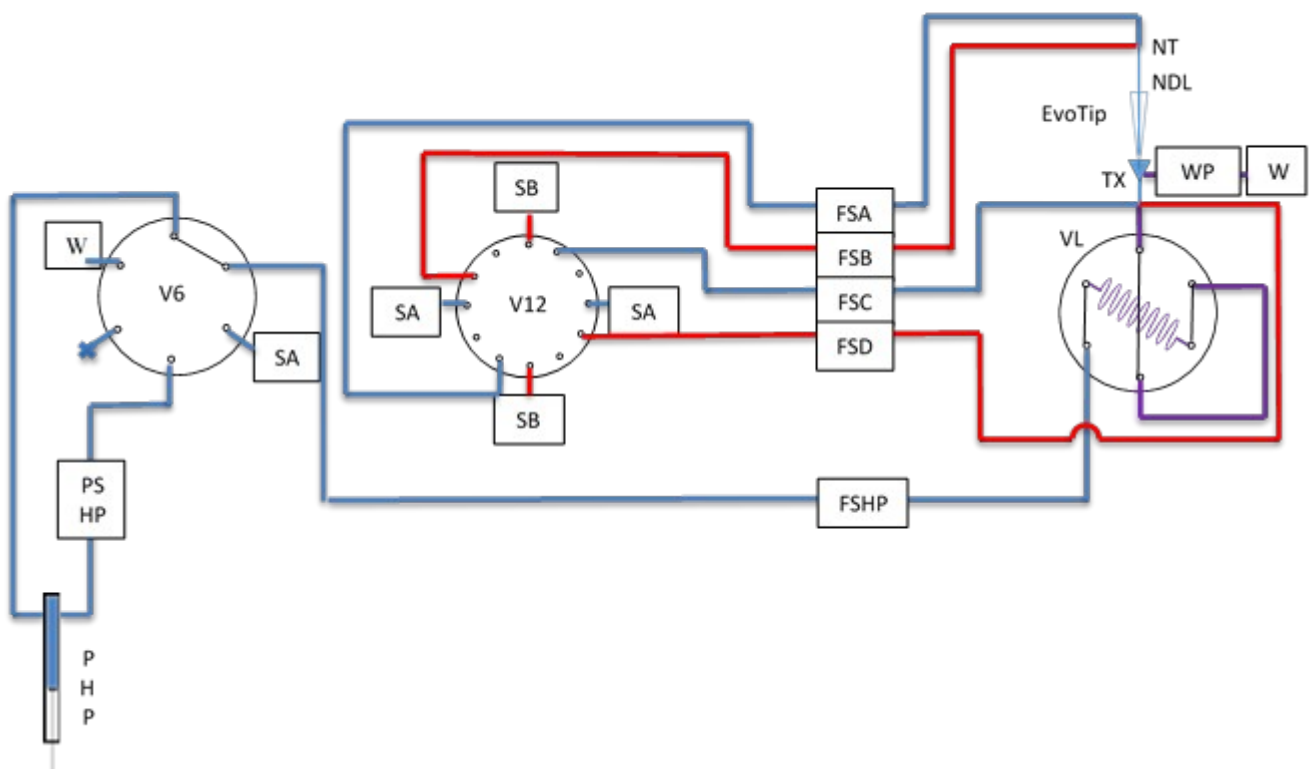 NT
NDL
EvoTip
SB
TX
WP
W
FSA
W
FSB
VL
V6
SA
V12
SA
FSC
FSD
SA
SB
PS
HP
FSHP
P
H
P